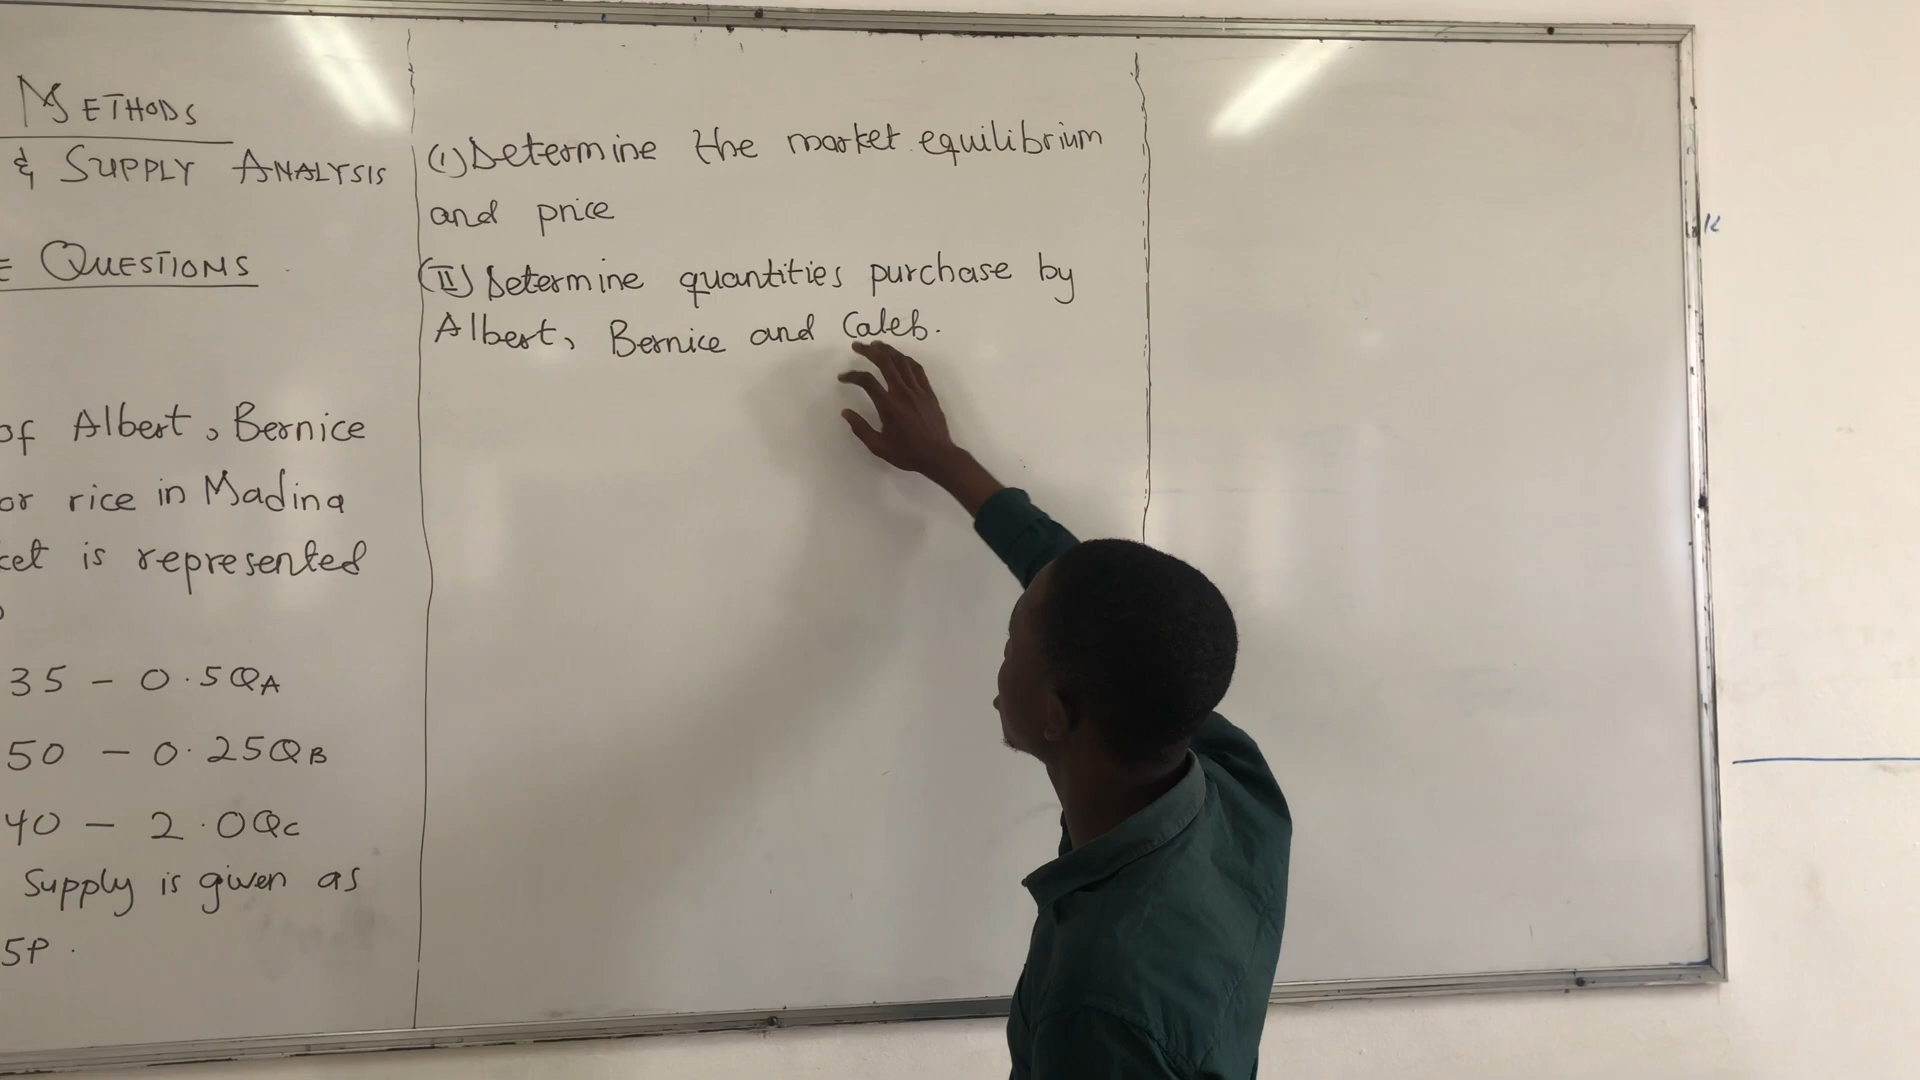 METHODS
& SUPPLY ANALYSIS
E QUESTIONS
of Albert, Bernice
or rice in Madina
ket is represented
35 - 0.5QA
50 - 0.25QB
40 - 2.0Qc
Supply is given as
5P.
(I) Determine the market equilibrium
and price
(II) Determine quantities purchase by
Albert, Bernice and Caleb.